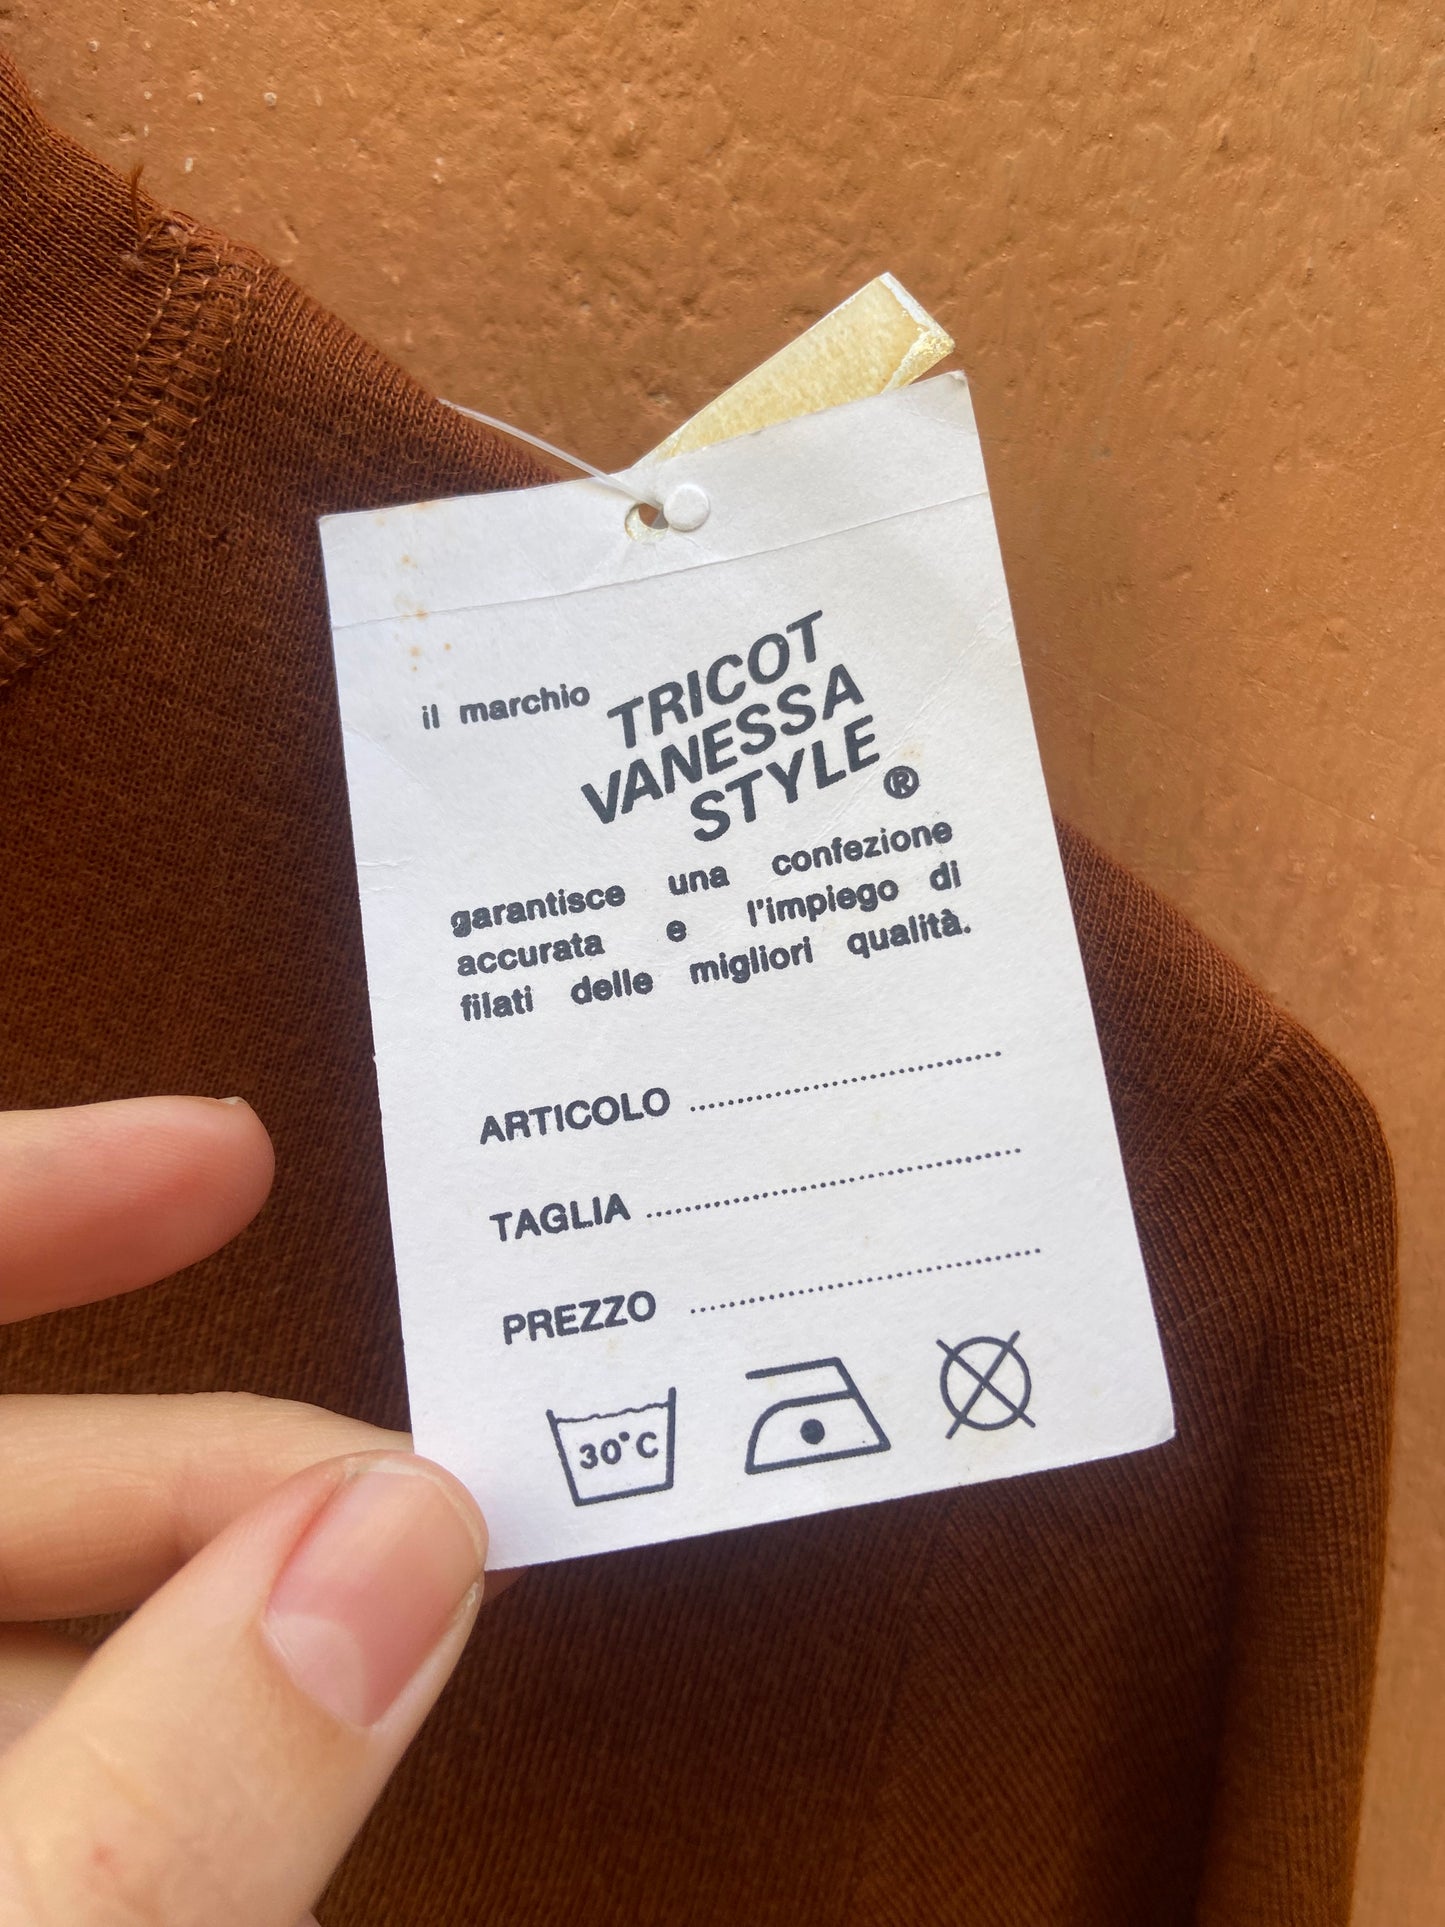 il marchio TRICOT
VANESSA
STYLE ®
garantisce una confezione
accurata e l'impiego di
filati delle migliori qualità.
ARTICOLO ........................................
TAGLIA ................................................
PREZZO .............................................
30°C